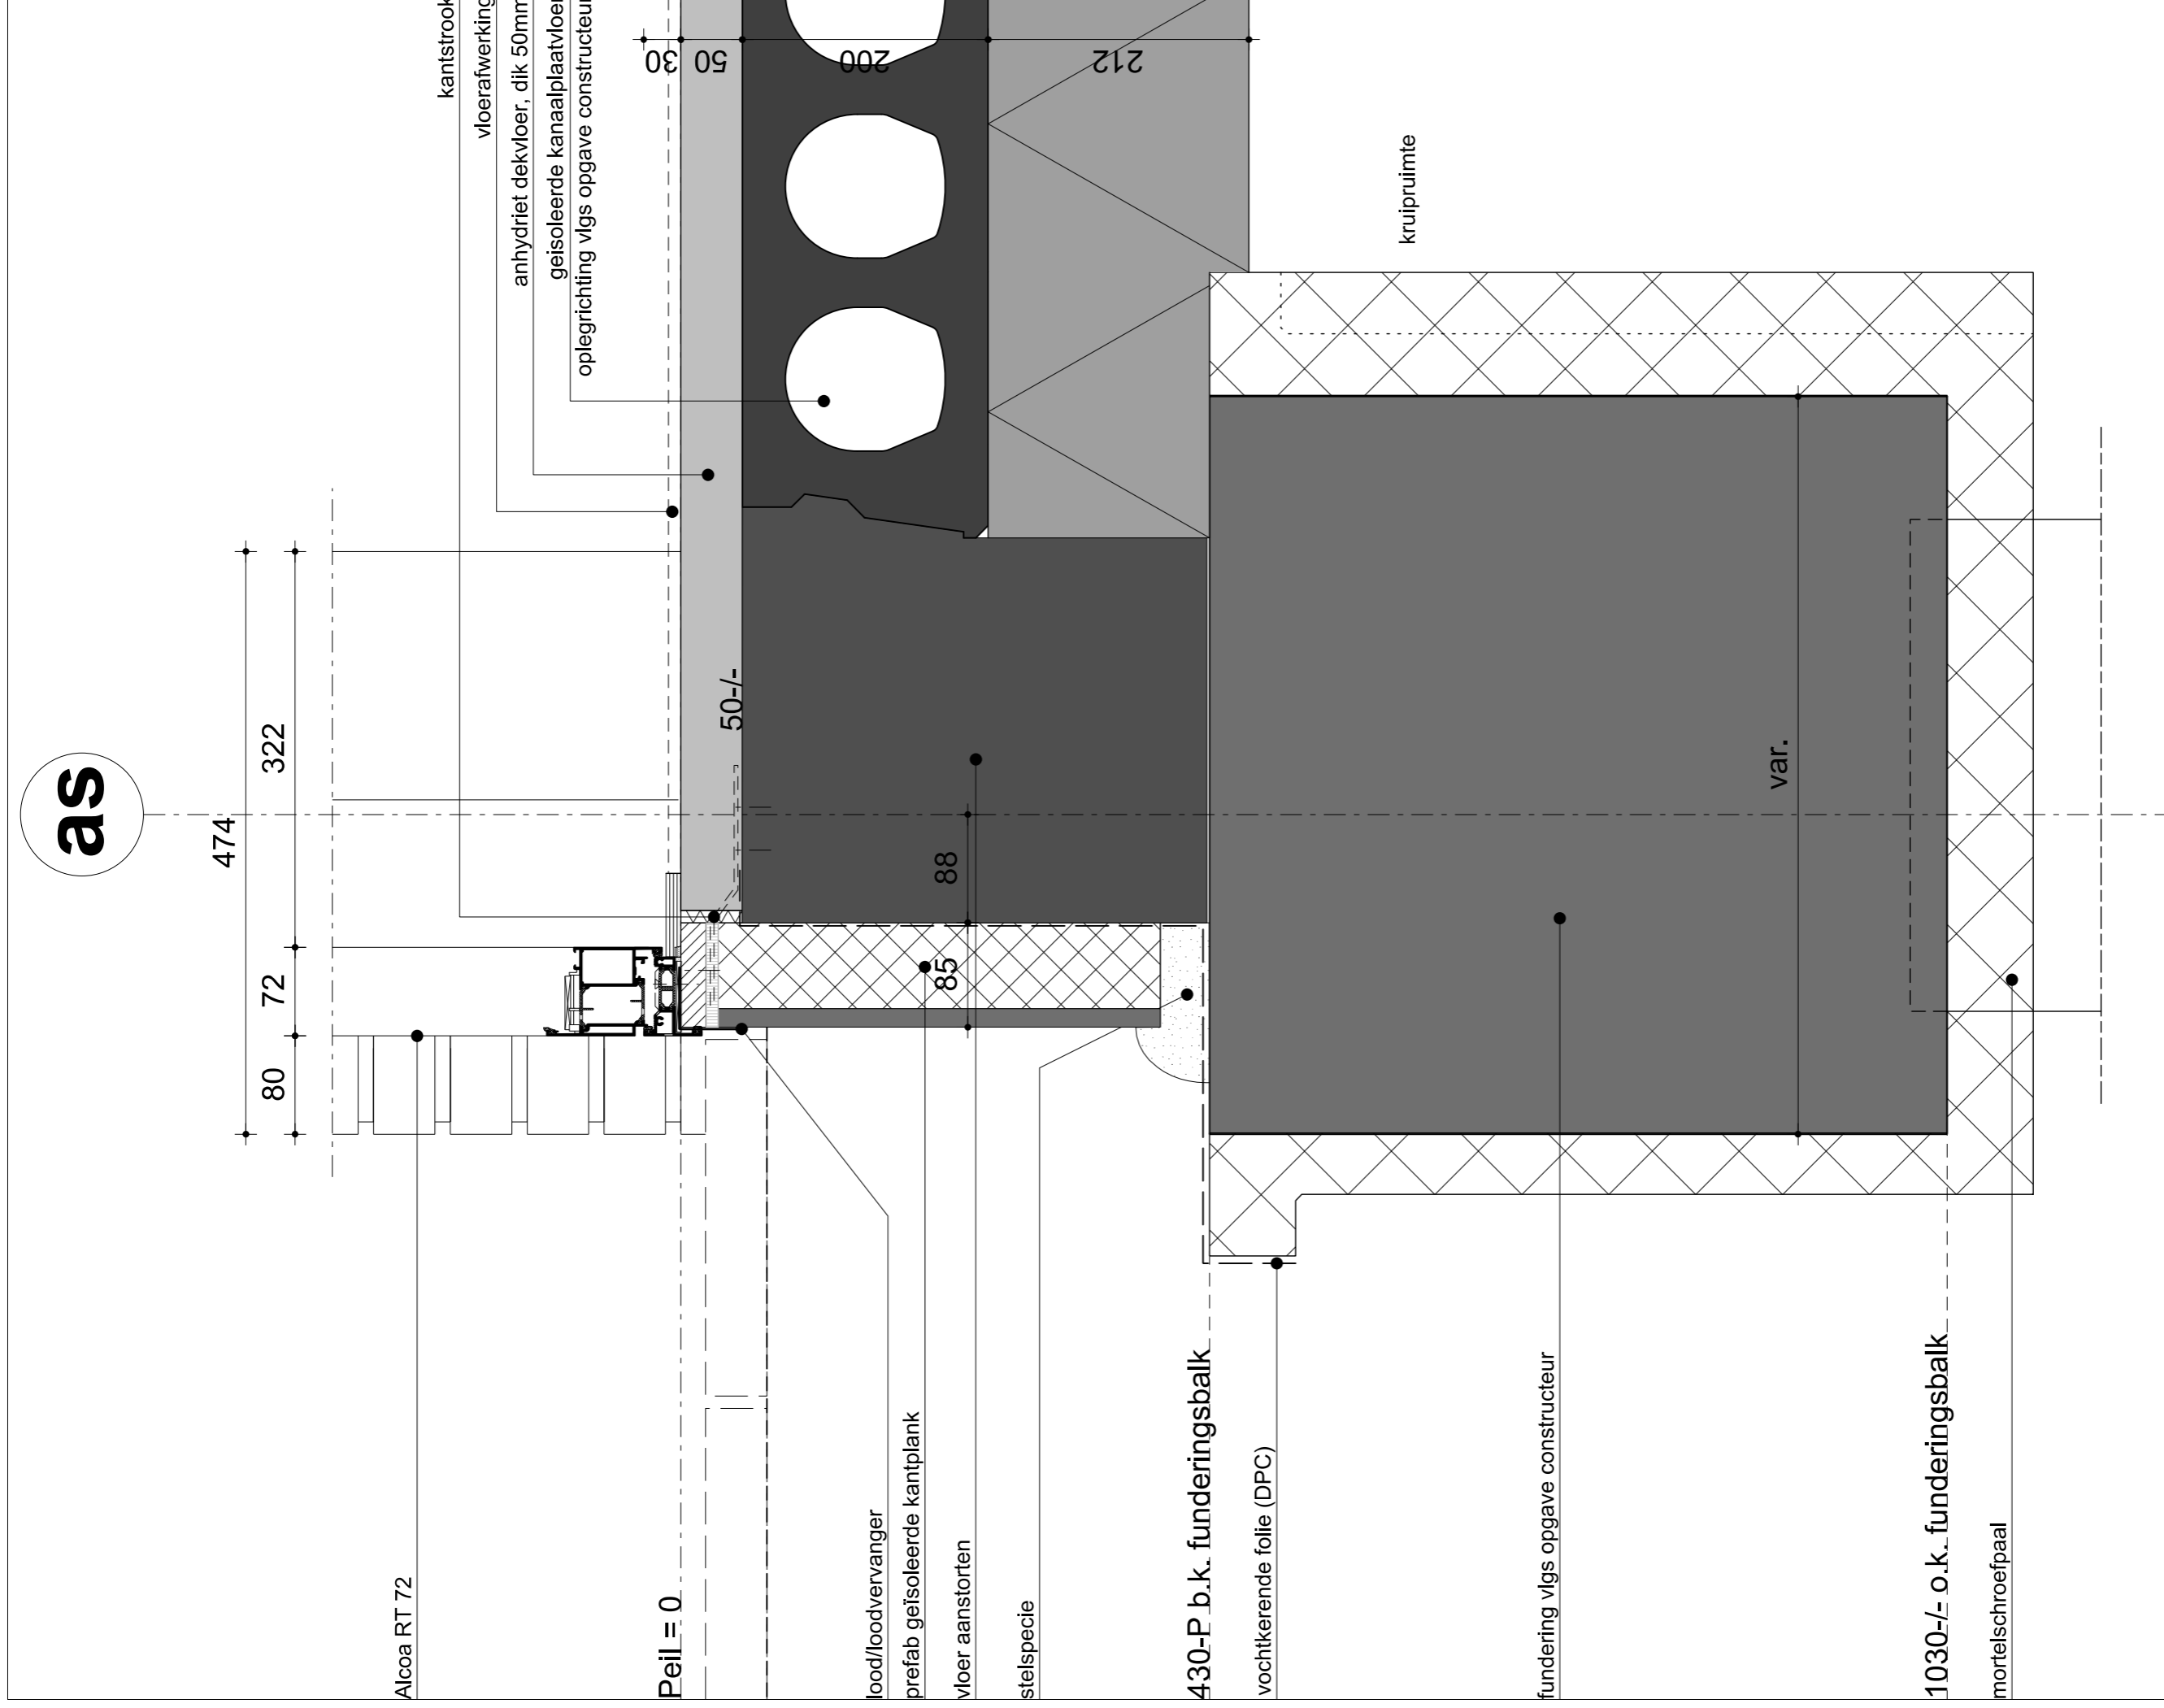 as
474
322
72
80
kantstrook
vloerafwerking
anhydriet dekvloer, dik 50mm
geisoleerde kanaalplaatvloer
oplegrichting vlgs opgave constructeur
30
50
200
212
kruipruimte
50-/-
88
85
var.
Alcoa RT 72
Peil = 0
lood/loodvervanger
prefab geïsoleerde kantplank
vloer aanstorten
stelspecie
430-P b.k. funderingsbalk
vochtkerende folie (DPC)
fundering vlgs opgave constructeur
1030-/- o.k. funderingsbalk
mortelschroefpaal